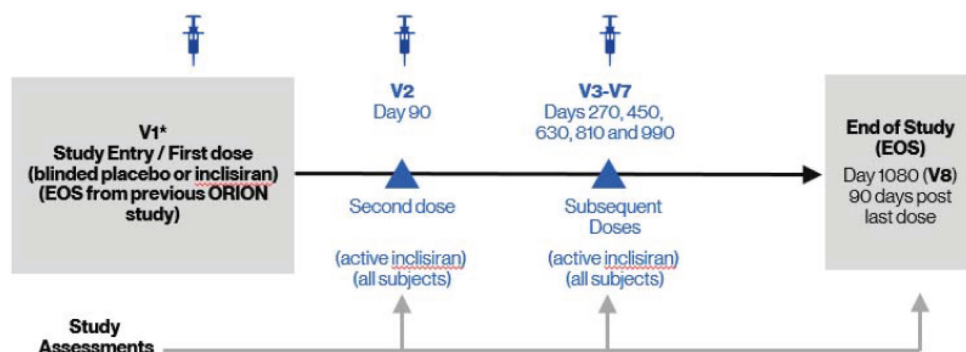 V1*
Study Entry / First dose
(blinded placebo or inclisiran)
(EOS from previous ORION
study)
V2
Day 90
Second dose
(active inclisiran)
(all subjects)
V3-V7
Days 270, 450,
630, 810 and 990
Subsequent
Doses
(active inclisiran)
(all subjects)
End of Study
(EOS)
Day 1080 (V8)
90 days post
last dose
Study
Assessments